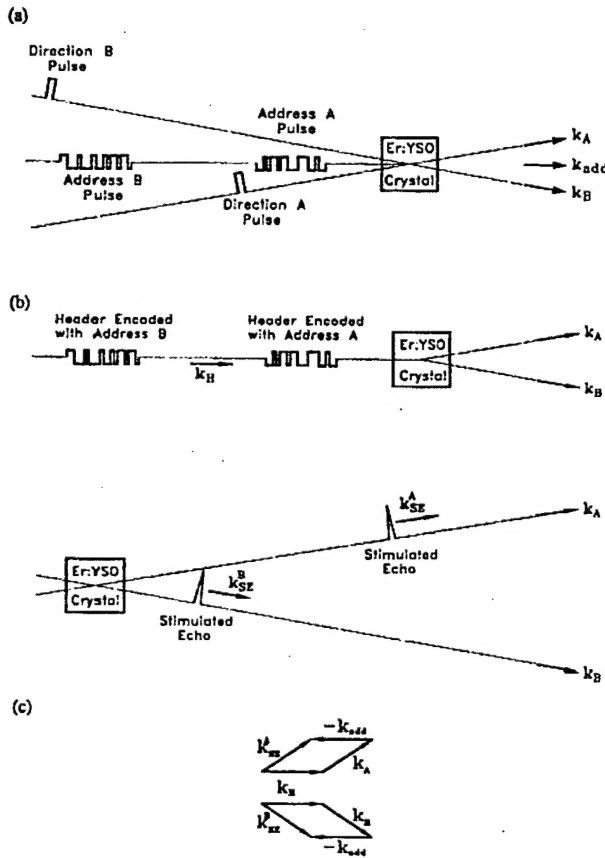 (a)
Direction B
Pulse
Address A
Pulse
Er:YSO
Crystal
k_A
k_add
k_B
Address B
Pulse
Direction A
Pulse
(b)
Header Encoded
with Address B
Header Encoded
with Address A
k_H
Er:YSO
Crystal
k_A
k_B
k_SE^A
k_A
Stimulated
Echo
Er:YSO
Crystal
k_SE^B
Stimulated
Echo
k_B
(c)
-k_add
k_A
-k_add